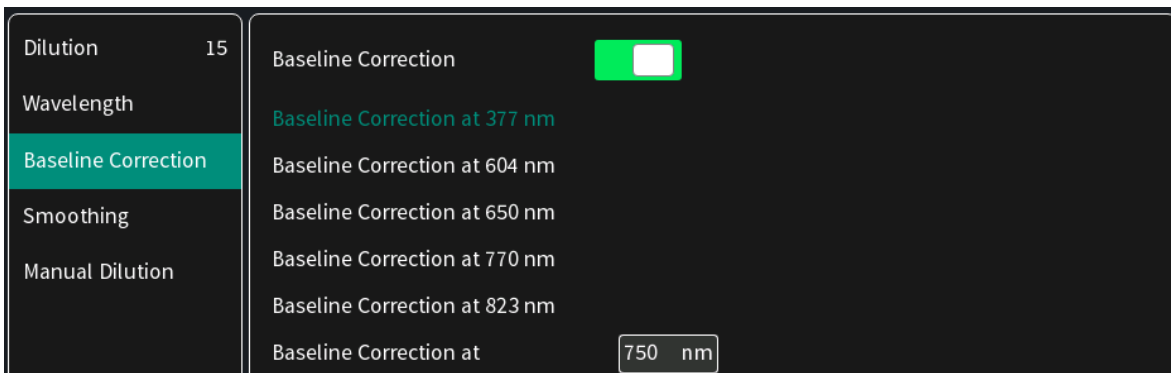 Dilution 15
Wavelength
Baseline Correction
Smoothing
Manual Dilution
Baseline Correction
Baseline Correction at 377 nm
Baseline Correction at 604 nm
Baseline Correction at 650 nm
Baseline Correction at 770 nm
Baseline Correction at 823 nm
Baseline Correction at 750 nm